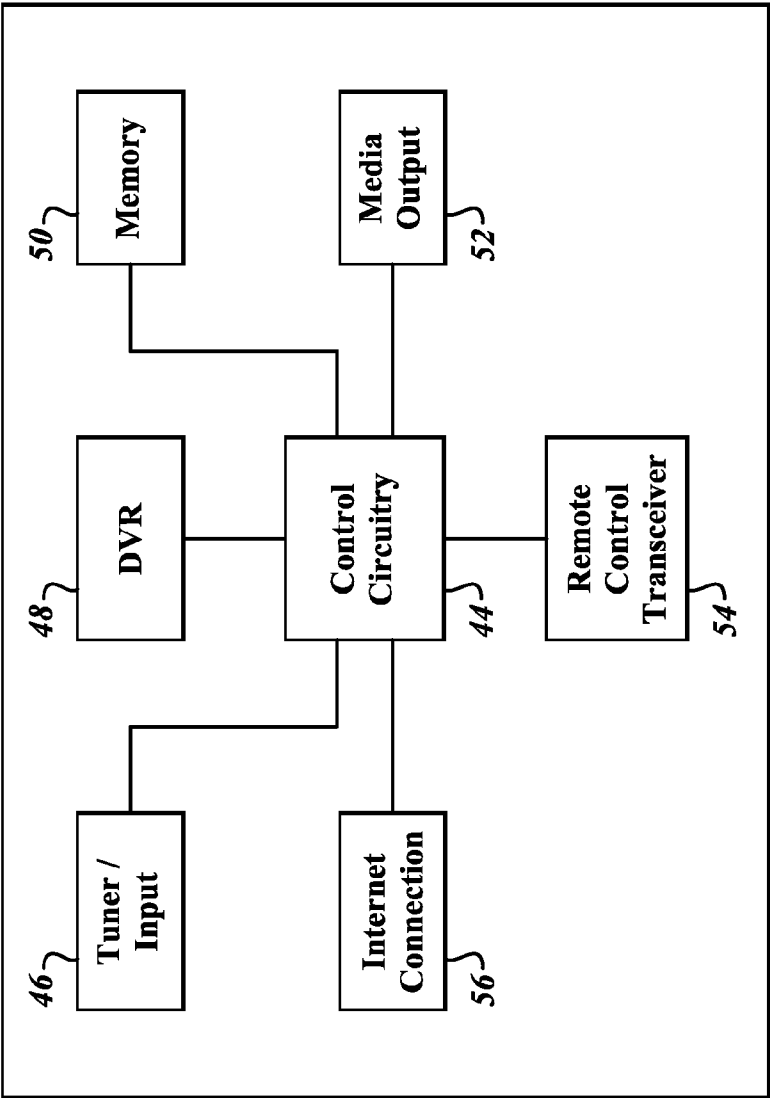 46
Tuner /
Input
48
DVR
50
Memory
56
Internet
Connection
Control
Circuitry
44
Media
Output
52
Remote
Control
Transceiver
54